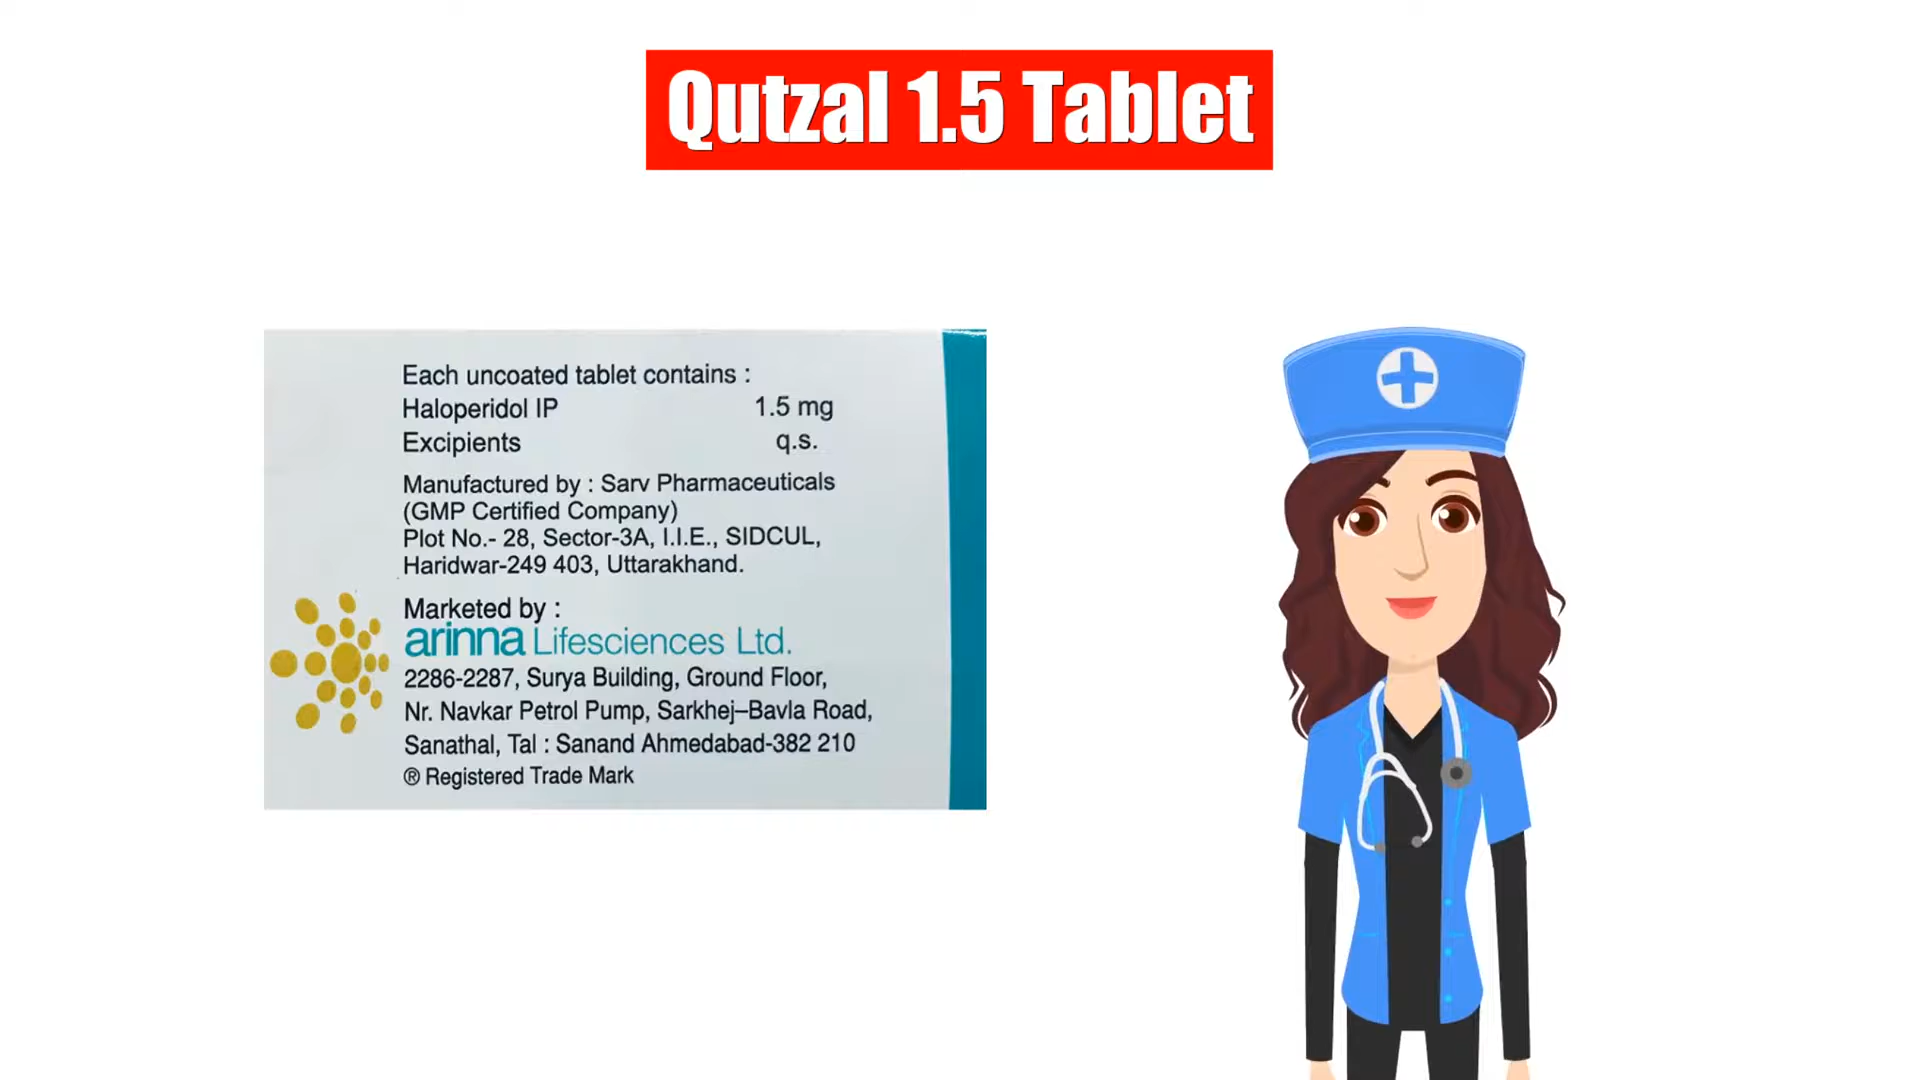 Qutzal 1.5 Tablet
Each uncoated tablet contains :
Haloperidol IP 1.5 mg
Excipients q.s.
Manufactured by : Sarv Pharmaceuticals
(GMP Certified Company)
Plot No.- 28, Sector-3A, I.I.E., SIDCUL,
Haridwar-249 403, Uttarakhand.
Marketed by :
arinna Lifesciences Ltd.
2286-2287, Surya Building, Ground Floor,
Nr. Navkar Petrol Pump, Sarkhej–Bavla Road,
Sanathal, Tal : Sanand Ahmedabad-382 210
® Registered Trade Mark